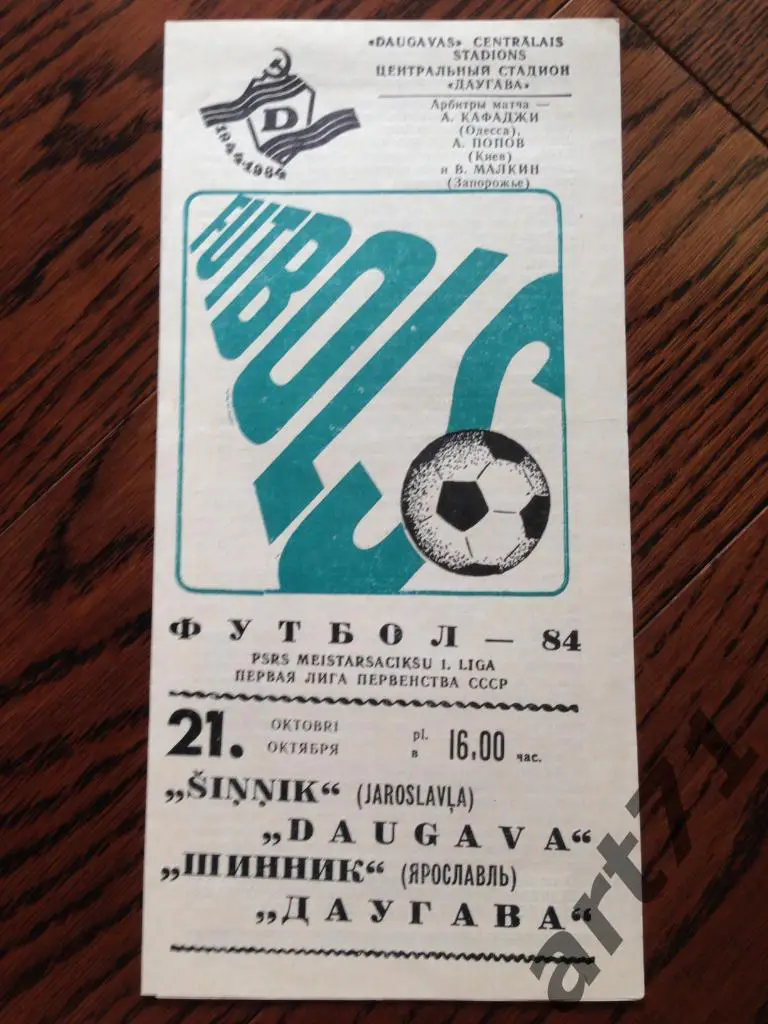 «DAUGAVAS» CENTRĀLAIS
STADIONS
ЦЕНТРАЛЬНЫЙ СТАДИОН
«ДАУГАВА»
Арбитры матча —
А. КАФАДЖИ
(Одесса),
А. ПОПОВ
(Киев)
и В. МАЛКИН
(Запорожье)
D
1944-1984
FUTBOLS
ФУТБОЛ — 84
PSRS MEISTARSACIKSU 1. LIGA
ПЕРВАЯ ЛИГА ПЕРВЕНСТВА СССР
21. OKTOBRI pl. 16,00
ОКТЯБРЯ в час.
„ŠIŅŅIK“ (JAROSLAVĻA)
„DAUGAVA“
„ШИННИК“ (ЯРОСЛАВЛЬ)
„ДАУГАВА“
art71